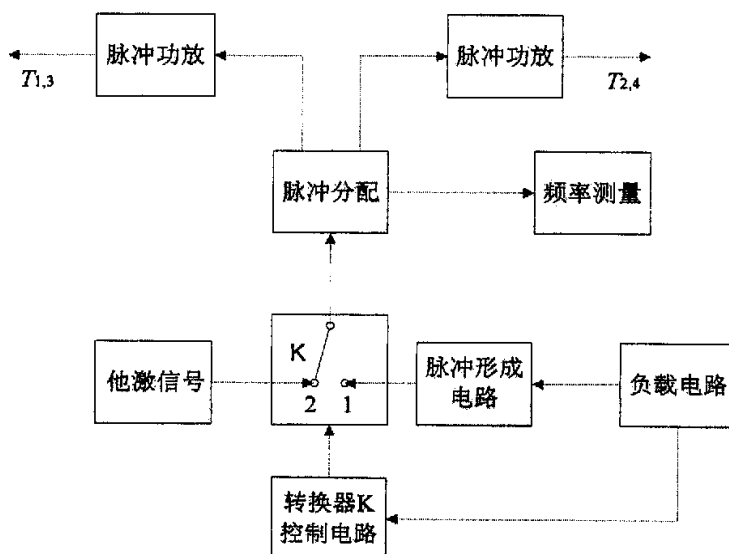 脉冲功放
脉冲功放
T1,3
T2,4
脉冲分配
频率测量
K
他激信号
2 1
脉冲形成
电路
负载电路
转换器K
控制电路